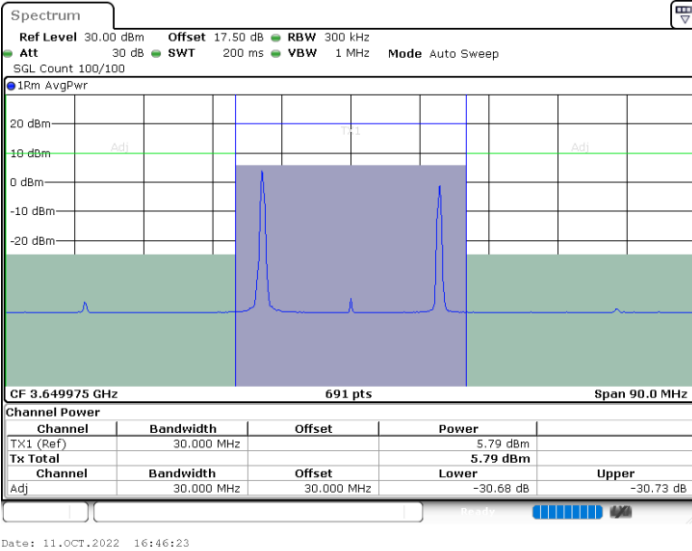 Spectrum
Ref Level 30.00 dBm Offset 17.50 dB RBW 300 kHz
Att 30 dB SWT 200 ms VBW 1 MHz Mode Auto Sweep
SGL Count 100/100
1Rm AvgPwr
20 dBm
TX1
Adj Adj
10 dBm
0 dBm
-10 dBm
-20 dBm
CF 3.649975 GHz 691 pts Span 90.0 MHz
Channel Power
Channel Bandwidth Offset Power
TX1 (Ref) 30.000 MHz 5.79 dBm
Tx Total 5.79 dBm
Channel Bandwidth Offset Lower Upper
Adj 30.000 MHz 30.000 MHz -30.68 dB -30.73 dB
Ready
Date: 11.OCT.2022 16:46:23